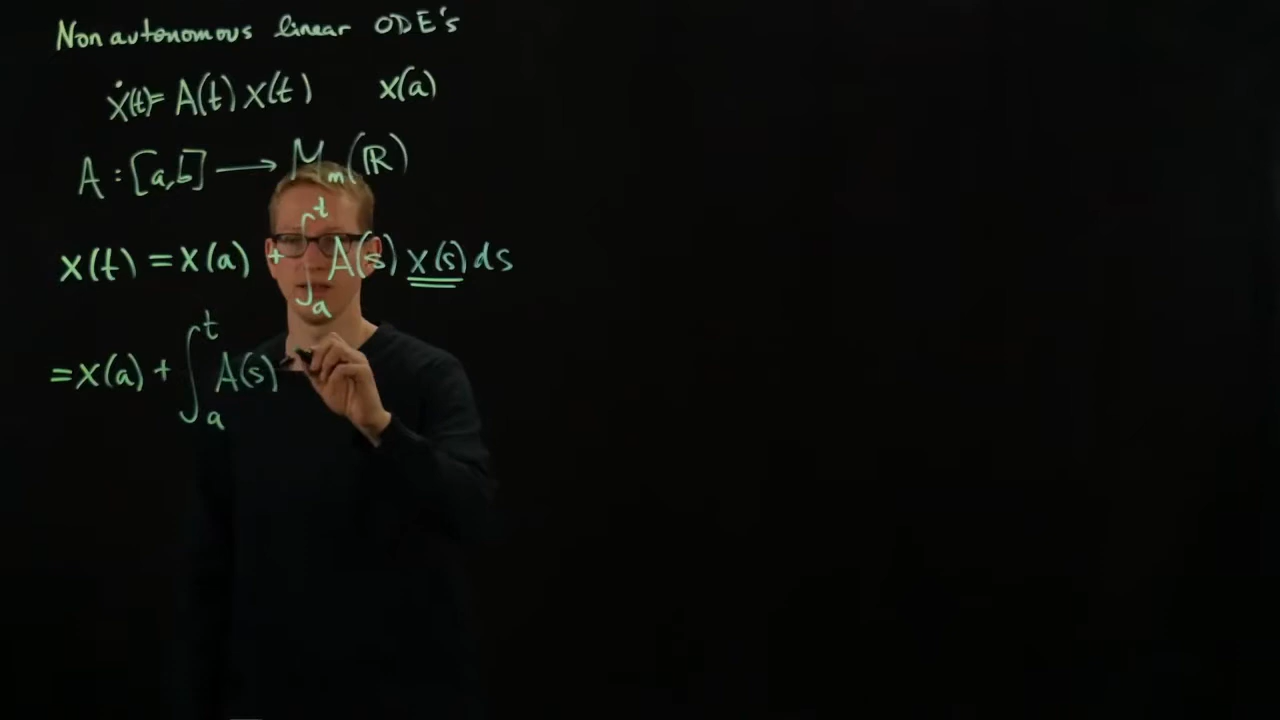 Nonautonomous linear ODE's
ẋ(t)= A(t) x(t) x(a)
A : [a,b] ⟶ Mₘ(ℝ)
x(t) = x(a) + ∫ₐᵗ A(s) x(s) ds
= x(a) + ∫ₐᵗ A(s)